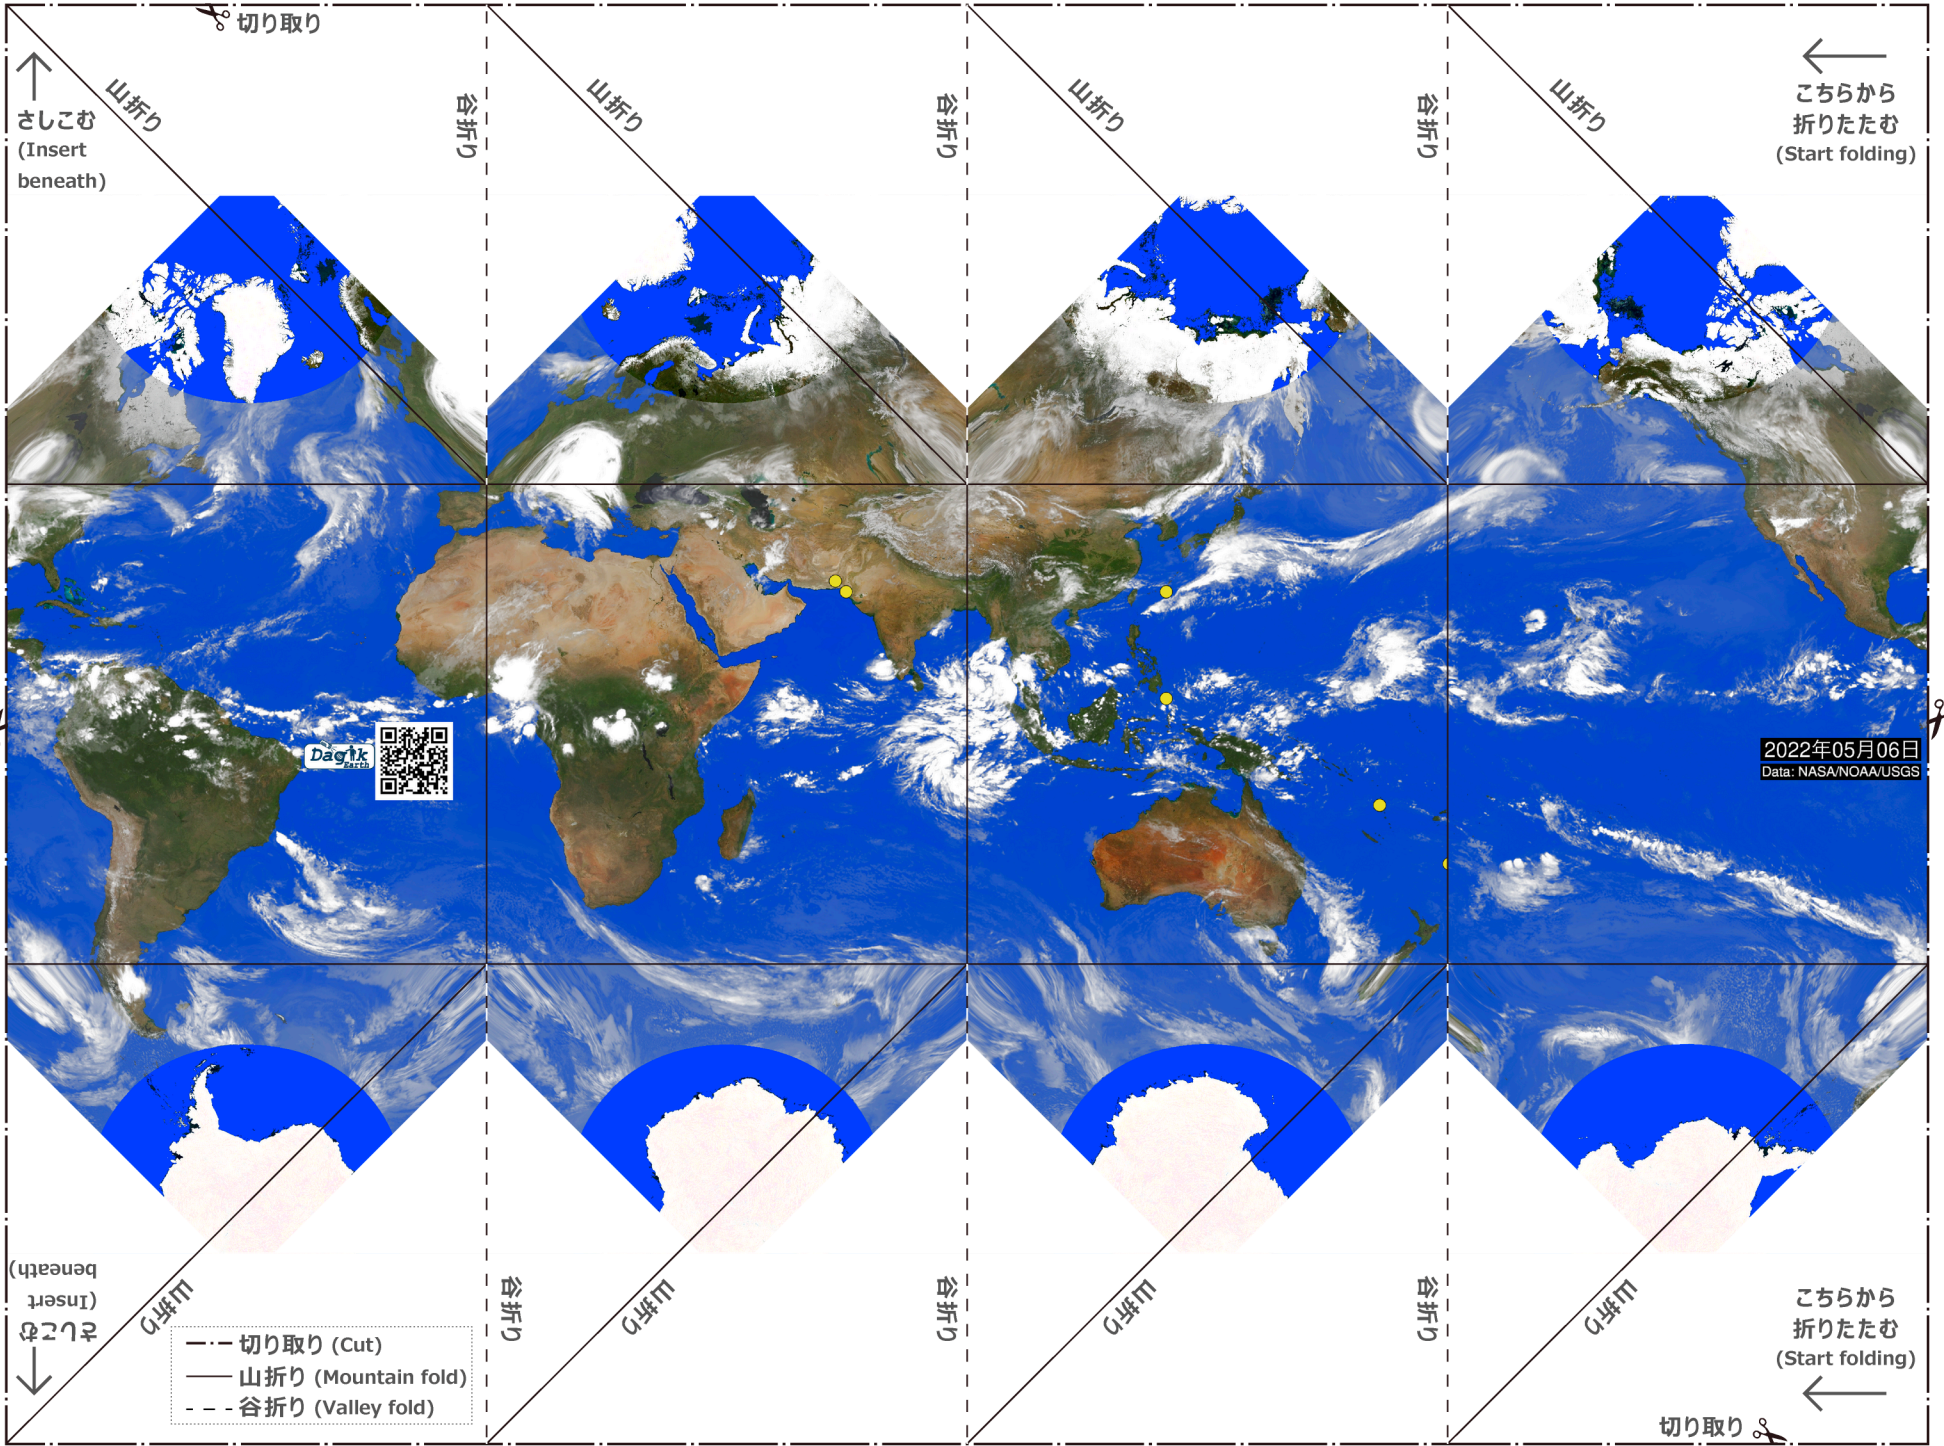 切り取り
山折り
谷折り
山折り
谷折り
山折り
谷折り
山折り
さしこむ
(Insert
beneath)
こちらから
折りたたむ
(Start folding)
Dagik
Earth
2022年05月06日
Data: NASA/NOAA/USGS
さしこむ
(Insert
beneath)
山折り
谷折り
山折り
谷折り
山折り
谷折り
山折り
こちらから
折りたたむ
(Start folding)
切り取り (Cut)
山折り (Mountain fold)
谷折り (Valley fold)
切り取り